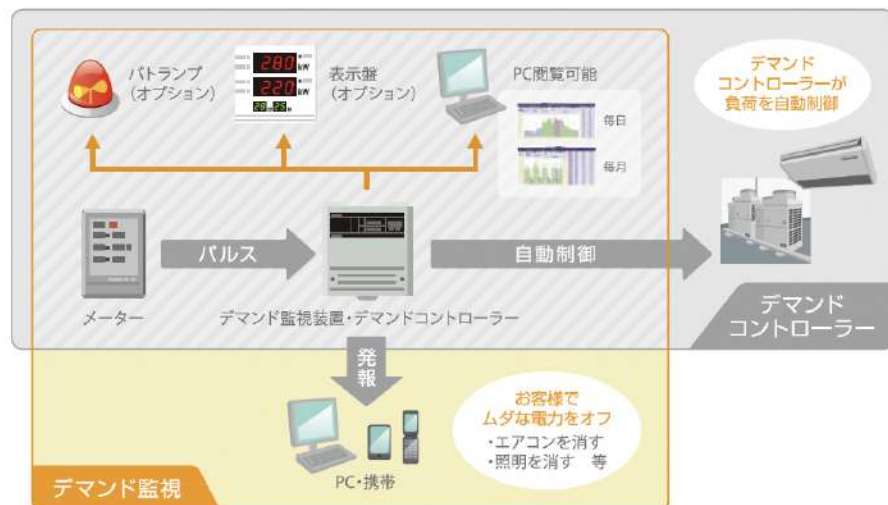 パトランプ
(オプション)
280 kW
220 kW
表示盤
(オプション)
PC閲覧可能
毎日
毎月
デマンド
コントローラーが
負荷を自動制御
パルス
自動制御
メーター
デマンド監視装置・デマンドコントローラー
デマンド
コントローラー
発報
お客様で
ムダな電力をオフ
・エアコンを消す
・照明を消す 等
PC・携帯
デマンド監視